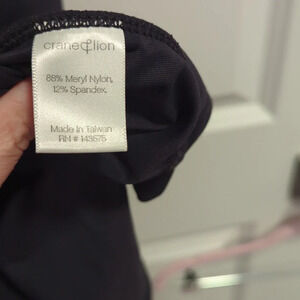 crane&lion
88% Meryl Nylon,
12% Spandex.
Made in Taiwan
RN # 143575